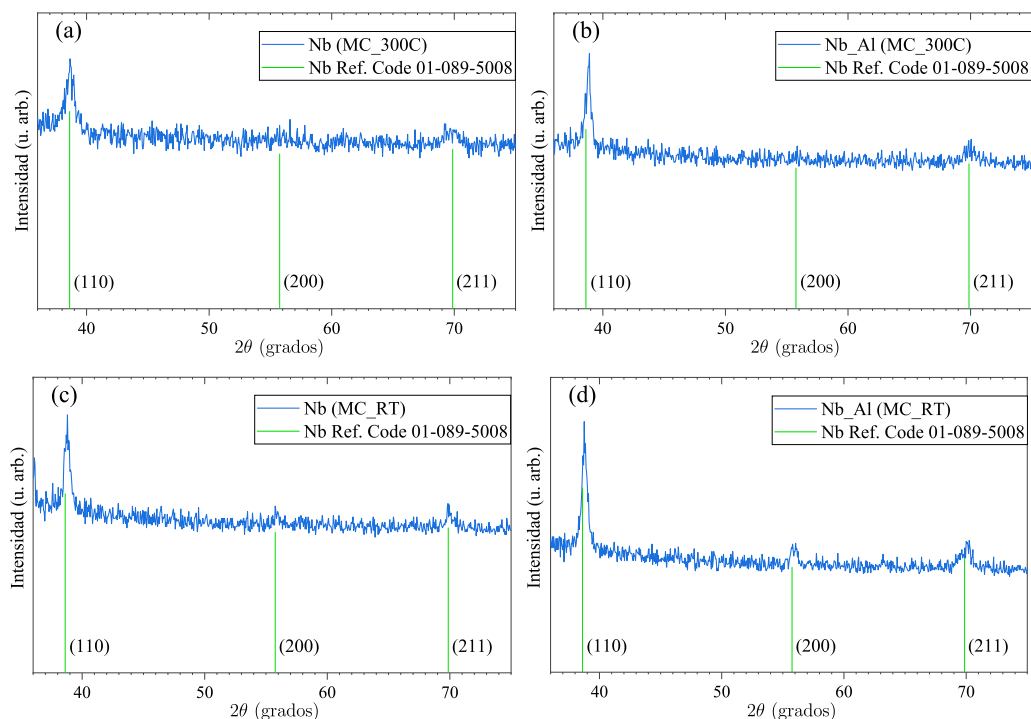 (a)
Nb (MC_300C)
Nb Ref. Code 01-089-5008
Intensidad (u. arb.)
(110)
(200)
(211)
40
50
60
70
2θ (grados)
(b)
Nb_Al (MC_300C)
Nb Ref. Code 01-089-5008
Intensidad (u. arb.)
(110)
(200)
(211)
40
50
60
70
2θ (grados)
(c)
Nb (MC_RT)
Nb Ref. Code 01-089-5008
Intensidad (u. arb.)
(110)
(200)
(211)
40
50
60
70
2θ (grados)
(d)
Nb_Al (MC_RT)
Nb Ref. Code 01-089-5008
Intensidad (u. arb.)
(110)
(200)
(211)
40
50
60
70
2θ (grados)